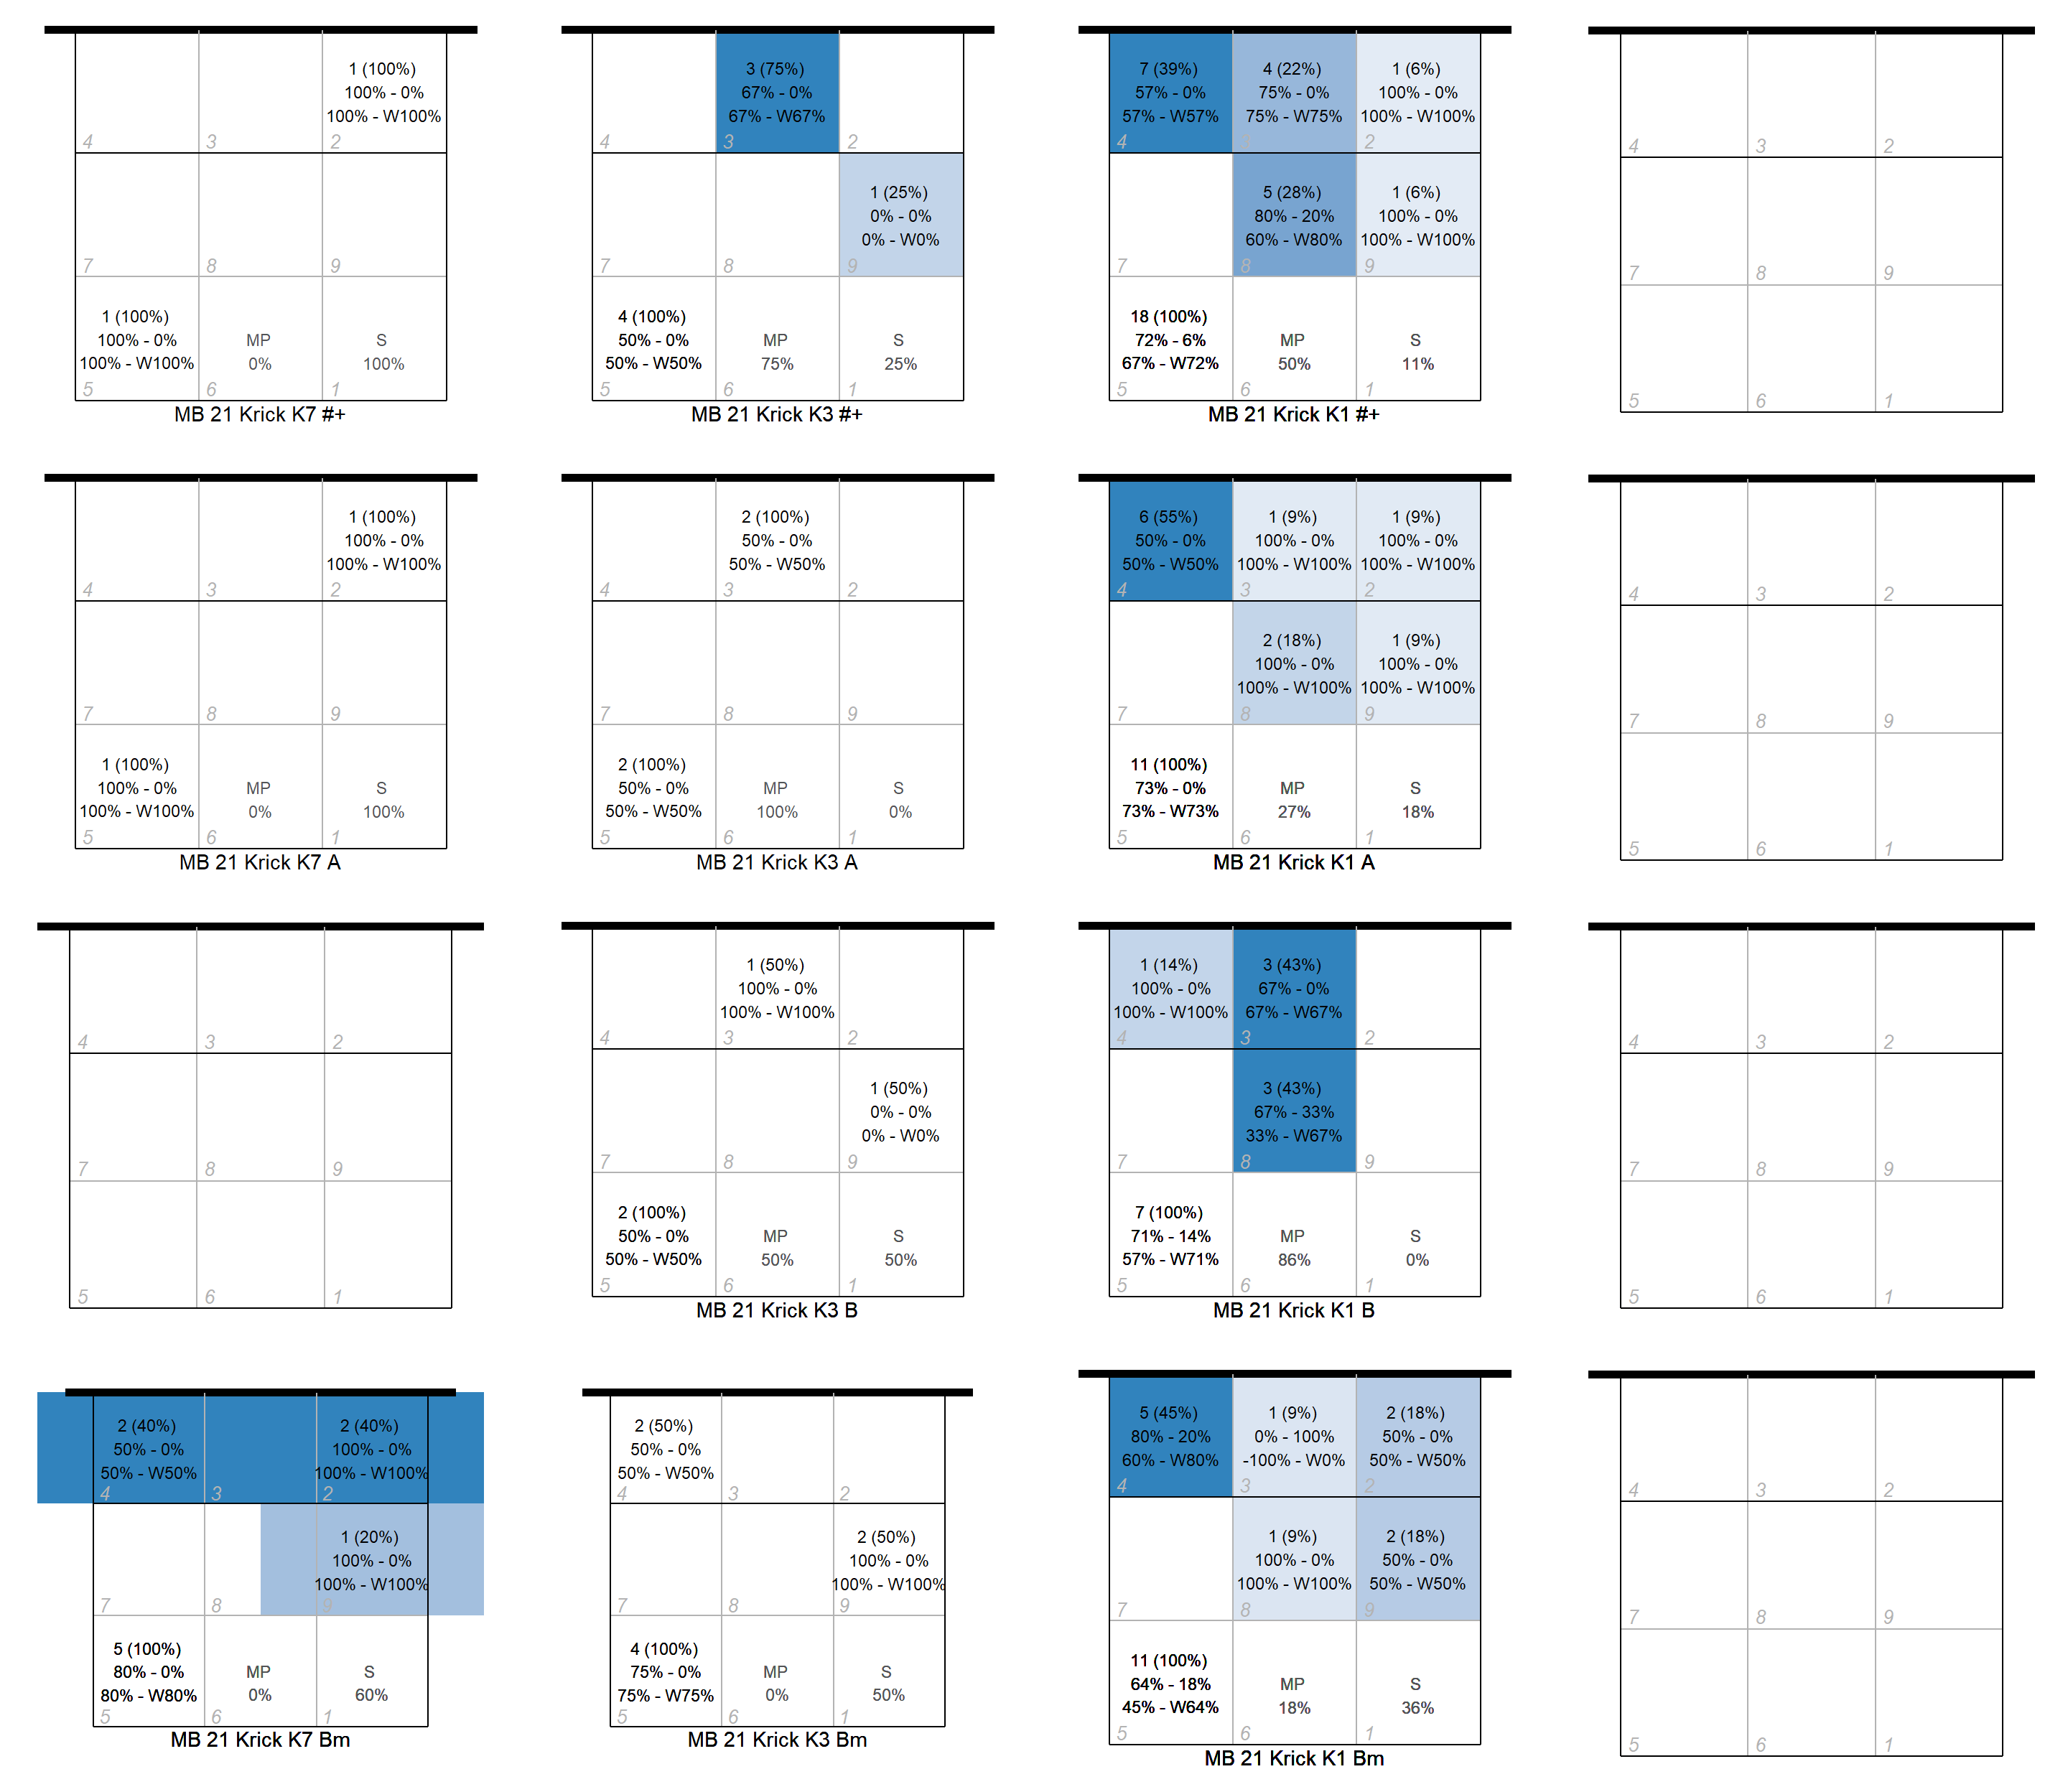 1 (100%)
100% - 0%
100% - W100%
4
3
2
7
8
9
1 (100%)
100% - 0%
100% - W100%
MP
0%
S
100%
5
6
1
MB 21 Krick K7 #+
3 (75%)
67% - 0%
67% - W67%
4
3
2
1 (25%)
0% - 0%
0% - W0%
7
8
9
4 (100%)
50% - 0%
50% - W50%
MP
75%
S
25%
5
6
1
MB 21 Krick K3 #+
7 (39%)
57% - 0%
57% - W57%
4 (22%)
75% - 0%
75% - W75%
1 (6%)
100% - 0%
100% - W100%
4
3
2
5 (28%)
80% - 20%
60% - W80%
1 (6%)
100% - 0%
100% - W100%
7
8
9
18 (100%)
72% - 6%
67% - W72%
MP
50%
S
11%
5
6
1
MB 21 Krick K1 #+
4
3
2
7
8
9
5
6
1
1 (100%)
100% - 0%
100% - W100%
4
3
2
7
8
9
1 (100%)
100% - 0%
100% - W100%
MP
0%
S
100%
5
6
1
MB 21 Krick K7 A
2 (100%)
50% - 0%
50% - W50%
4
3
2
7
8
9
2 (100%)
50% - 0%
50% - W50%
MP
100%
S
0%
5
6
1
MB 21 Krick K3 A
6 (55%)
50% - 0%
50% - W50%
1 (9%)
100% - 0%
100% - W100%
1 (9%)
100% - 0%
100% - W100%
4
3
2
2 (18%)
100% - 0%
100% - W100%
1 (9%)
100% - 0%
100% - W100%
7
8
9
11 (100%)
73% - 0%
73% - W73%
MP
27%
S
18%
5
6
1
MB 21 Krick K1 A
4
3
2
7
8
9
5
6
1
4
3
2
7
8
9
5
6
1
1 (50%)
100% - 0%
100% - W100%
4
3
2
1 (50%)
0% - 0%
0% - W0%
7
8
9
2 (100%)
50% - 0%
50% - W50%
MP
50%
S
50%
5
6
1
MB 21 Krick K3 B
1 (14%)
100% - 0%
100% - W100%
3 (43%)
67% - 0%
67% - W67%
4
3
2
3 (43%)
67% - 33%
33% - W67%
7
8
9
7 (100%)
71% - 14%
57% - W71%
MP
86%
S
0%
5
6
1
MB 21 Krick K1 B
4
3
2
7
8
9
5
6
1
2 (40%)
50% - 0%
50% - W50%
2 (40%)
100% - 0%
100% - W100%
4
3
2
1 (20%)
100% - 0%
100% - W100%
7
8
9
5 (100%)
80% - 0%
80% - W80%
MP
0%
S
60%
5
6
1
MB 21 Krick K7 Bm
2 (50%)
50% - 0%
50% - W50%
4
3
2
2 (50%)
100% - 0%
100% - W100%
7
8
9
4 (100%)
75% - 0%
75% - W75%
MP
0%
S
50%
5
6
1
MB 21 Krick K3 Bm
5 (45%)
80% - 20%
60% - W80%
1 (9%)
0% - 100%
-100% - W0%
2 (18%)
50% - 0%
50% - W50%
4
3
2
1 (9%)
100% - 0%
100% - W100%
2 (18%)
50% - 0%
50% - W50%
7
8
9
11 (100%)
64% - 18%
45% - W64%
MP
18%
S
36%
5
6
1
MB 21 Krick K1 Bm
4
3
2
7
8
9
5
6
1